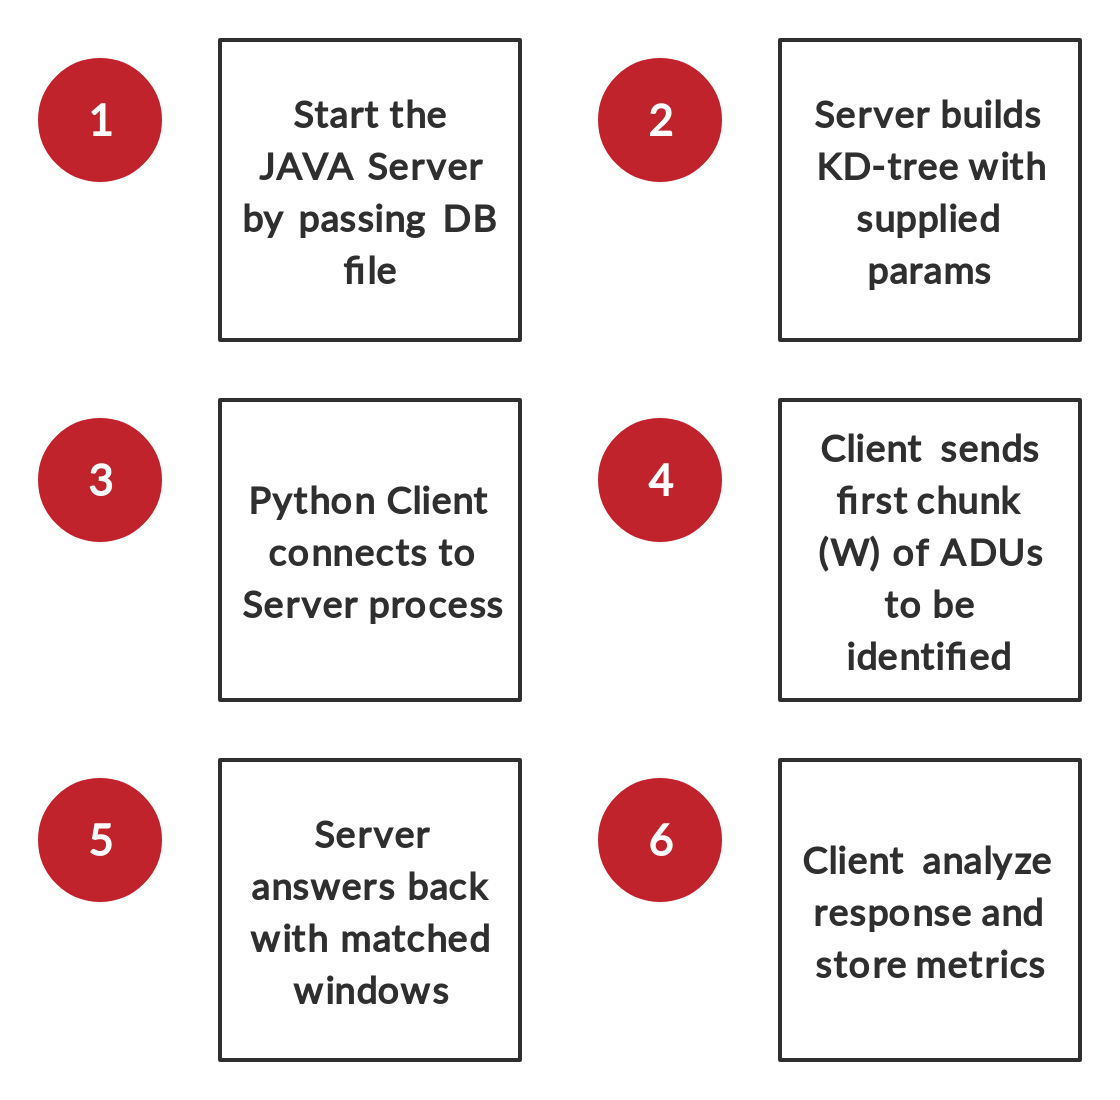 1
Start the
JAVA Server
by passing DB
file
2
Server builds
KD-tree with
supplied
params
3
Python Client
connects to
Server process
4
Client sends
first chunk
(W) of ADUs
to be
identified
5
Server
answers back
with matched
windows
6
Client analyze
response and
store metrics